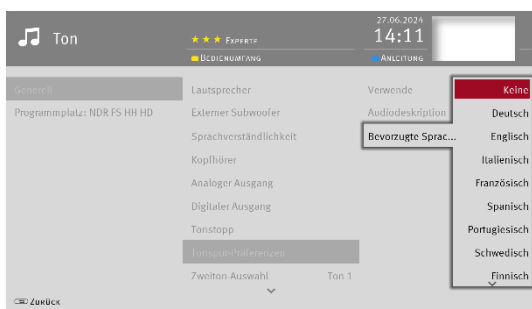 Ton
★★★ EXPERTE
BEDIENUMFANG
27.06.2024
14:11
ANLEITUNG
Generell
Programmplatz: NDR FS HH HD
Lautsprecher
Externer Subwoofer
Sprachverständlichkeit
Kopfhörer
Analoger Ausgang
Digitaler Ausgang
Tonstopp
Tonspur-Präferenzen
Zweiton-Auswahl Ton 1
Verwende
Audiodeskription
Bevorzugte Sprac...
Keine
Deutsch
Englisch
Italienisch
Französisch
Spanisch
Portugiesisch
Schwedisch
Finnisch
ZURÜCK